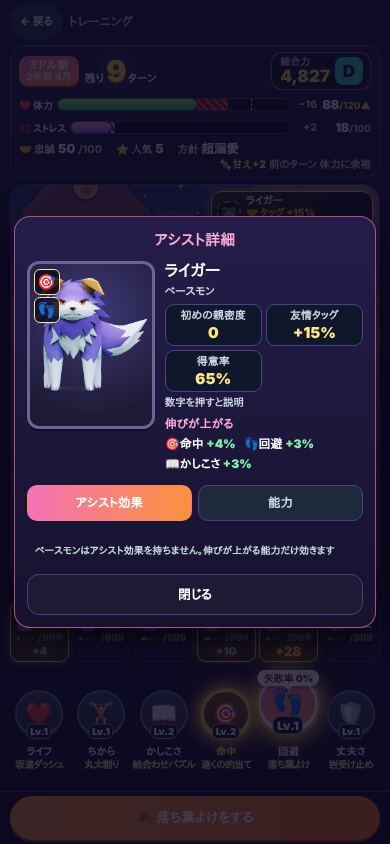 ← 戻る トレーニング
ミドル期
3年目 4月
残り9ターン
総合力
4,827 D
体力 −16 88/120▲
ストレス +2 18/100
忠誠 50 /100 人気 5 方針 超溺愛
甘え+2 前のターン 体力に余裕
ライガー
タッグ +15%
アシスト詳細
ライガー
ベースモン
初めの親密度
0
友情タッグ
+15%
得意率
65%
数字を押すと説明
伸びが上がる
命中 +4% 回避 +3%
かしこさ +3%
アシスト効果 能力
ベースモンはアシスト効果を持ちません。伸びが上がる能力だけ効きます
閉じる
/999 /999 /999 /999 /999 /999
+4 +10 +28
失敗率 0%
Lv.1 Lv.1 Lv.2 Lv.2 Lv.1 Lv.1
ライフ ちから かしこさ 命中 回避 丈夫さ
坂道ダッシュ 丸太割り 絵合わせパズル 遠くの的当て 落ち葉よけ 岩受け止め
落ち葉よけをする